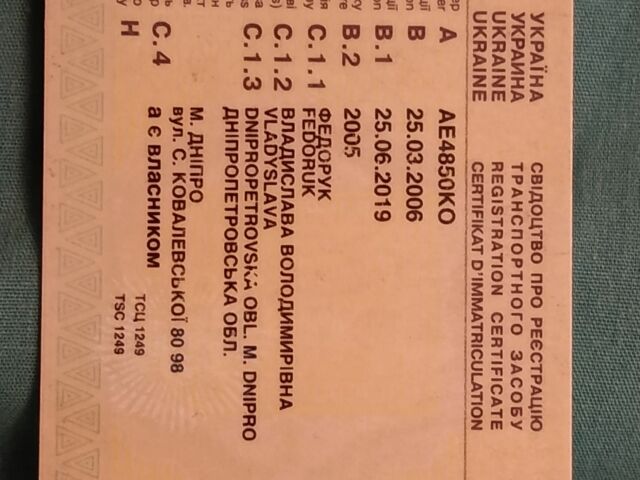 УКРАЇНА СВІДОЦТВО ПРО РЕЄСТРАЦІЮ
УКРАИНА ТРАНСПОРТНОГО ЗАСОБУ
UKRAINE REGISTRATION CERTIFICATE
UKRAINE CERTIFIKAT D'IMMATRICULATION
A AE4850KO
B 25.03.2006
B.1 25.06.2019
B.2 2005
C.1.1 ФЕДОРУК
FEDORUK
C.1.2 ВЛАДИСЛАВА ВОЛОДИМИРІВНА
VLADYSLAVA
C.1.3 DNIPROPETROVSKA OBL. M. DNIPRO
ДНІПРОПЕТРОВСЬКА ОБЛ.
М. ДНІПРО
вул. С. КОВАЛЕВСЬКОЇ 80 98
C.4 а є власником
H ТСЦ 1249
TSC 1249